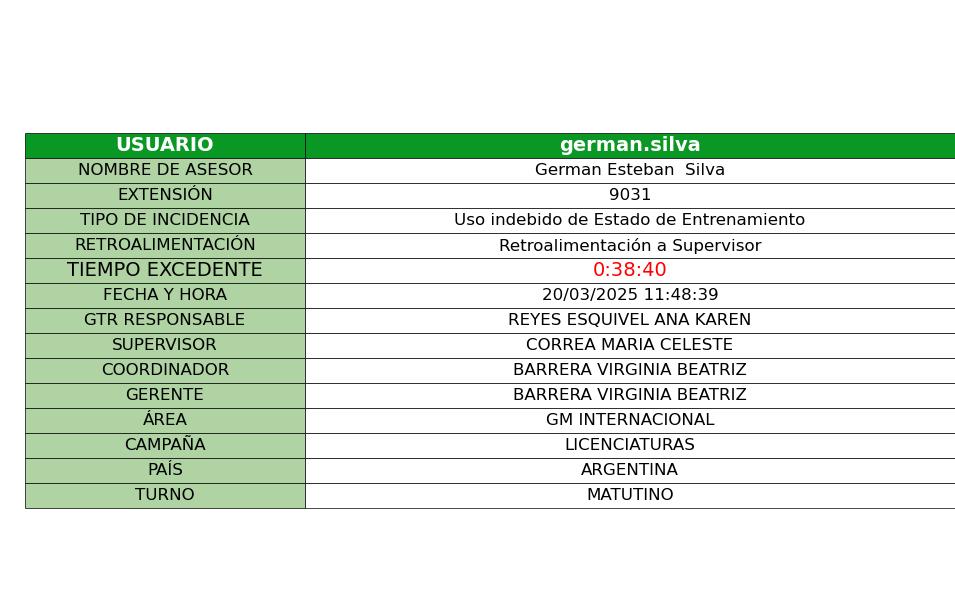 USUARIO german.silva
NOMBRE DE ASESOR German Esteban  Silva
EXTENSIÓN 9031
TIPO DE INCIDENCIA Uso indebido de Estado de Entrenamiento
RETROALIMENTACIÓN Retroalimentación a Supervisor
TIEMPO EXCEDENTE 0:38:40
FECHA Y HORA 20/03/2025 11:48:39
GTR RESPONSABLE REYES ESQUIVEL ANA KAREN
SUPERVISOR CORREA MARIA CELESTE
COORDINADOR BARRERA VIRGINIA BEATRIZ
GERENTE BARRERA VIRGINIA BEATRIZ
ÁREA GM INTERNACIONAL
CAMPAÑA LICENCIATURAS
PAÍS ARGENTINA
TURNO MATUTINO